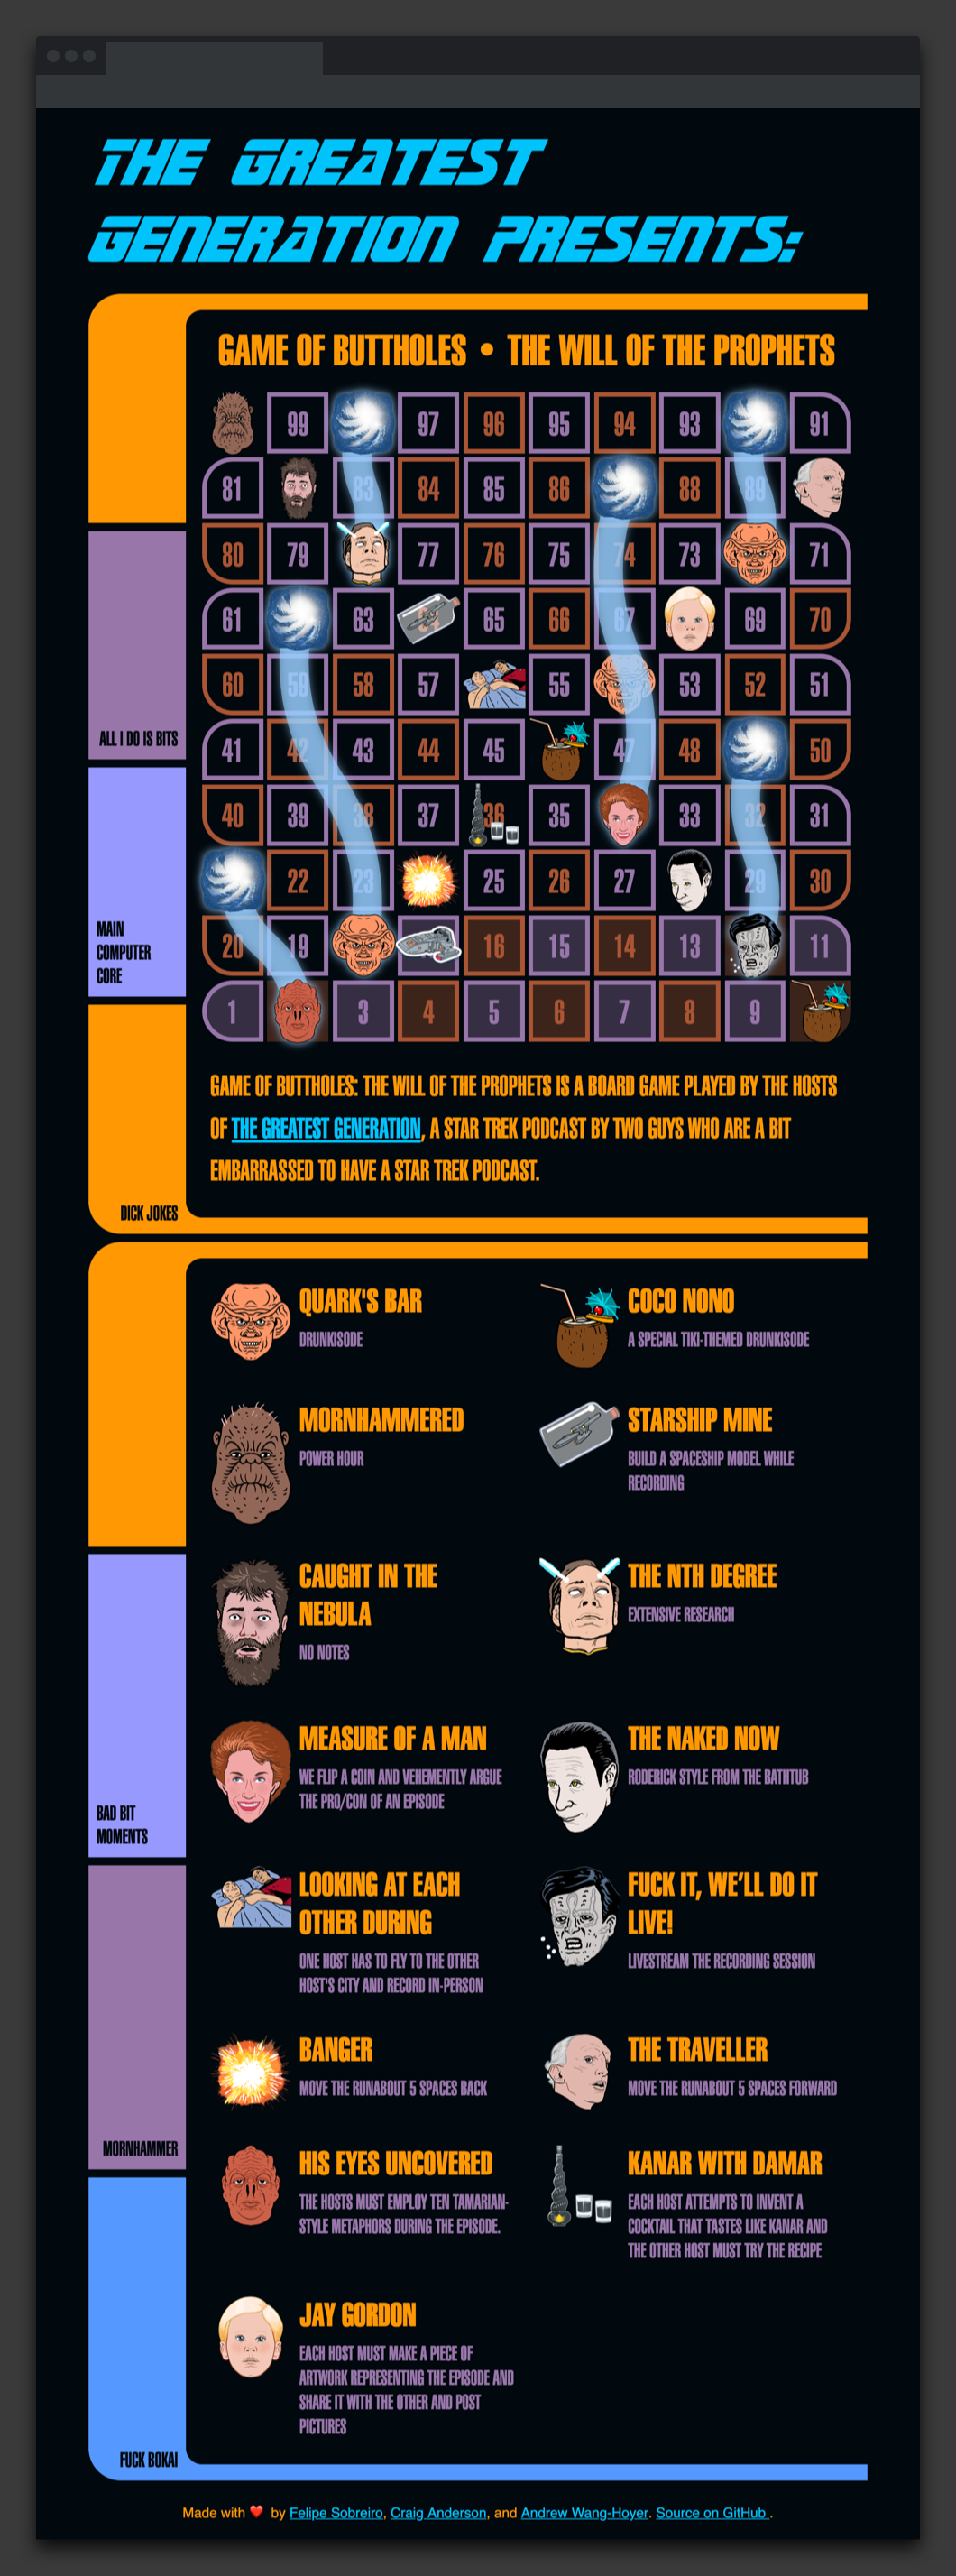 THE GREATEST
GENERATION PRESENTS:
GAME OF BUTTHOLES • THE WILL OF THE PROPHETS
99 97 96 95 94 93 91
81 83 84 85 86 88 89
80 79 77 76 75 74 73 71
61 63 65 66 67 69 70
60 59 58 57 55 53 52 51
41 42 43 44 45 47 48 50
40 39 38 37 36 35 33 32 31
22 23 25 26 27 29 30
20 19 16 15 14 13 11
1 3 4 5 6 7 8 9
ALL I DO IS BITS
MAIN
COMPUTER
CORE
DICK JOKES
GAME OF BUTTHOLES: THE WILL OF THE PROPHETS IS A BOARD GAME PLAYED BY THE HOSTS
OF THE GREATEST GENERATION, A STAR TREK PODCAST BY TWO GUYS WHO ARE A BIT
EMBARRASSED TO HAVE A STAR TREK PODCAST.
QUARK'S BAR
DRUNKISODE
COCO NONO
A SPECIAL TIKI-THEMED DRUNKISODE
MORNHAMMERED
POWER HOUR
STARSHIP MINE
BUILD A SPACESHIP MODEL WHILE
RECORDING
CAUGHT IN THE
NEBULA
NO NOTES
THE NTH DEGREE
EXTENSIVE RESEARCH
MEASURE OF A MAN
WE FLIP A COIN AND VEHEMENTLY ARGUE
THE PRO/CON OF AN EPISODE
THE NAKED NOW
RODERICK STYLE FROM THE BATHTUB
BAD BIT
MOMENTS
LOOKING AT EACH
OTHER DURING
ONE HOST HAS TO FLY TO THE OTHER
HOST'S CITY AND RECORD IN-PERSON
FUCK IT, WE'LL DO IT
LIVE!
LIVESTREAM THE RECORDING SESSION
BANGER
MOVE THE RUNABOUT 5 SPACES BACK
THE TRAVELLER
MOVE THE RUNABOUT 5 SPACES FORWARD
MORNHAMMER
HIS EYES UNCOVERED
THE HOSTS MUST EMPLOY TEN TAMARIAN-
STYLE METAPHORS DURING THE EPISODE.
KANAR WITH DAMAR
EACH HOST ATTEMPTS TO INVENT A
COCKTAIL THAT TASTES LIKE KANAR AND
THE OTHER HOST MUST TRY THE RECIPE
JAY GORDON
EACH HOST MUST MAKE A PIECE OF
ARTWORK REPRESENTING THE EPISODE AND
SHARE IT WITH THE OTHER AND POST
PICTURES
FUCK BOKAI
Made with ❤️ by Felipe Sobreiro, Craig Anderson, and Andrew Wang-Hoyer. Source on GitHub .